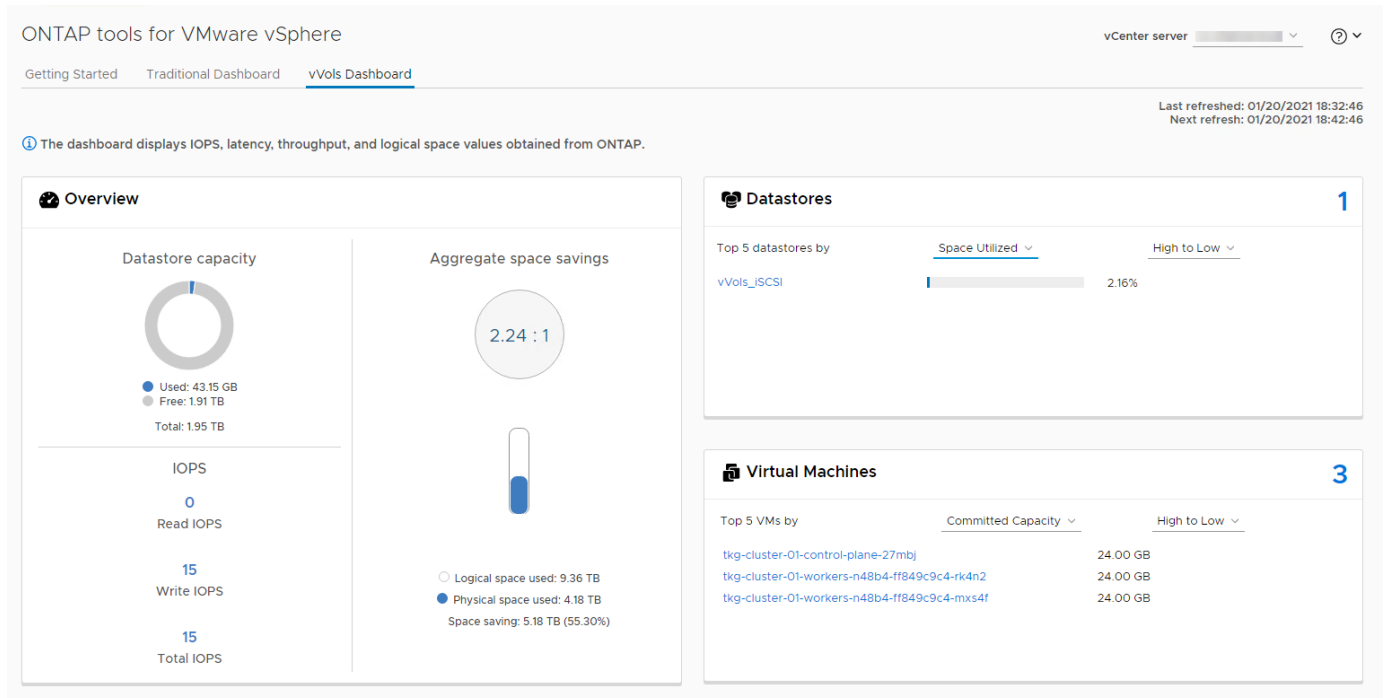 ONTAP tools for VMware vSphere
vCenter server
Getting Started
Traditional Dashboard
vVols Dashboard
Last refreshed: 01/20/2021 18:32:46
Next refresh: 01/20/2021 18:42:46
The dashboard displays IOPS, latency, throughput, and logical space values obtained from ONTAP.
Overview
Datastore capacity
Used: 43.15 GB
Free: 1.91 TB
Total: 1.95 TB
IOPS
0
Read IOPS
15
Write IOPS
15
Total IOPS
Aggregate space savings
2.24 : 1
Logical space used: 9.36 TB
Physical space used: 4.18 TB
Space saving: 5.18 TB (55.30%)
Datastores
1
Top 5 datastores by
Space Utilized
High to Low
vVols_iSCSI
2.16%
Virtual Machines
3
Top 5 VMs by
Committed Capacity
High to Low
tkg-cluster-01-control-plane-27mbj
24.00 GB
tkg-cluster-01-workers-n48b4-ff849c9c4-rk4n2
24.00 GB
tkg-cluster-01-workers-n48b4-ff849c9c4-mxs4f
24.00 GB